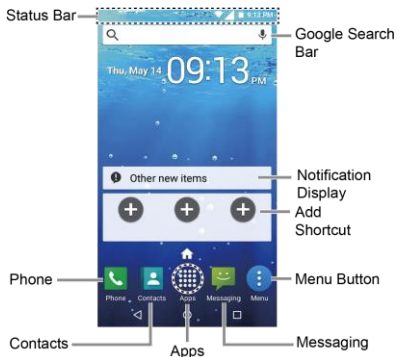 Status Bar
9:13 PM
Google Search
Bar
Thu, May 14 09:13 PM
Other new items
Notification
Display
Add
Shortcut
Phone
Menu Button
Phone Contacts Apps Messaging Menu
Contacts
Apps
Messaging